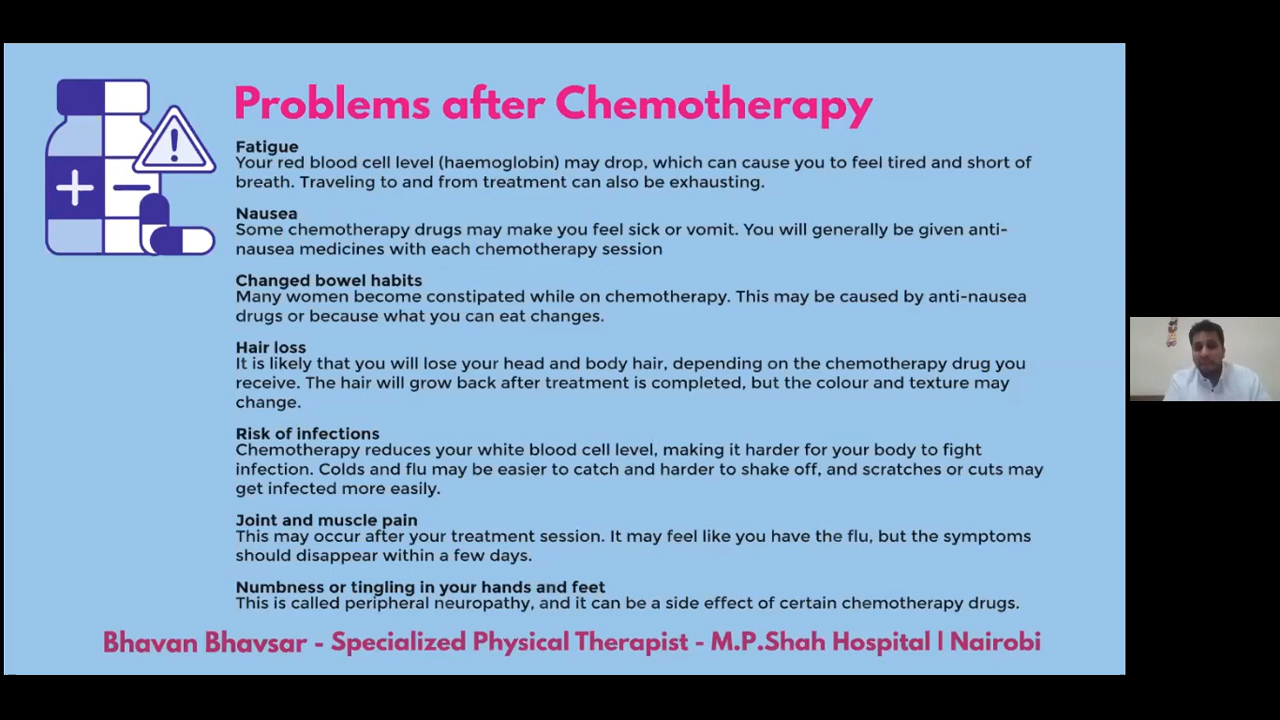 Problems after Chemotherapy
Fatigue
Your red blood cell level (haemoglobin) may drop, which can cause you to feel tired and short of
breath. Traveling to and from treatment can also be exhausting.
Nausea
Some chemotherapy drugs may make you feel sick or vomit. You will generally be given anti-
nausea medicines with each chemotherapy session
Changed bowel habits
Many women become constipated while on chemotherapy. This may be caused by anti-nausea
drugs or because what you can eat changes.
Hair loss
It is likely that you will lose your head and body hair, depending on the chemotherapy drug you
receive. The hair will grow back after treatment is completed, but the colour and texture may
change.
Risk of infections
Chemotherapy reduces your white blood cell level, making it harder for your body to fight
infection. Colds and flu may be easier to catch and harder to shake off, and scratches or cuts may
get infected more easily.
Joint and muscle pain
This may occur after your treatment session. It may feel like you have the flu, but the symptoms
should disappear within a few days.
Numbness or tingling in your hands and feet
This is called peripheral neuropathy, and it can be a side effect of certain chemotherapy drugs.
Bhavan Bhavsar - Specialized Physical Therapist - M.P.Shah Hospital | Nairobi